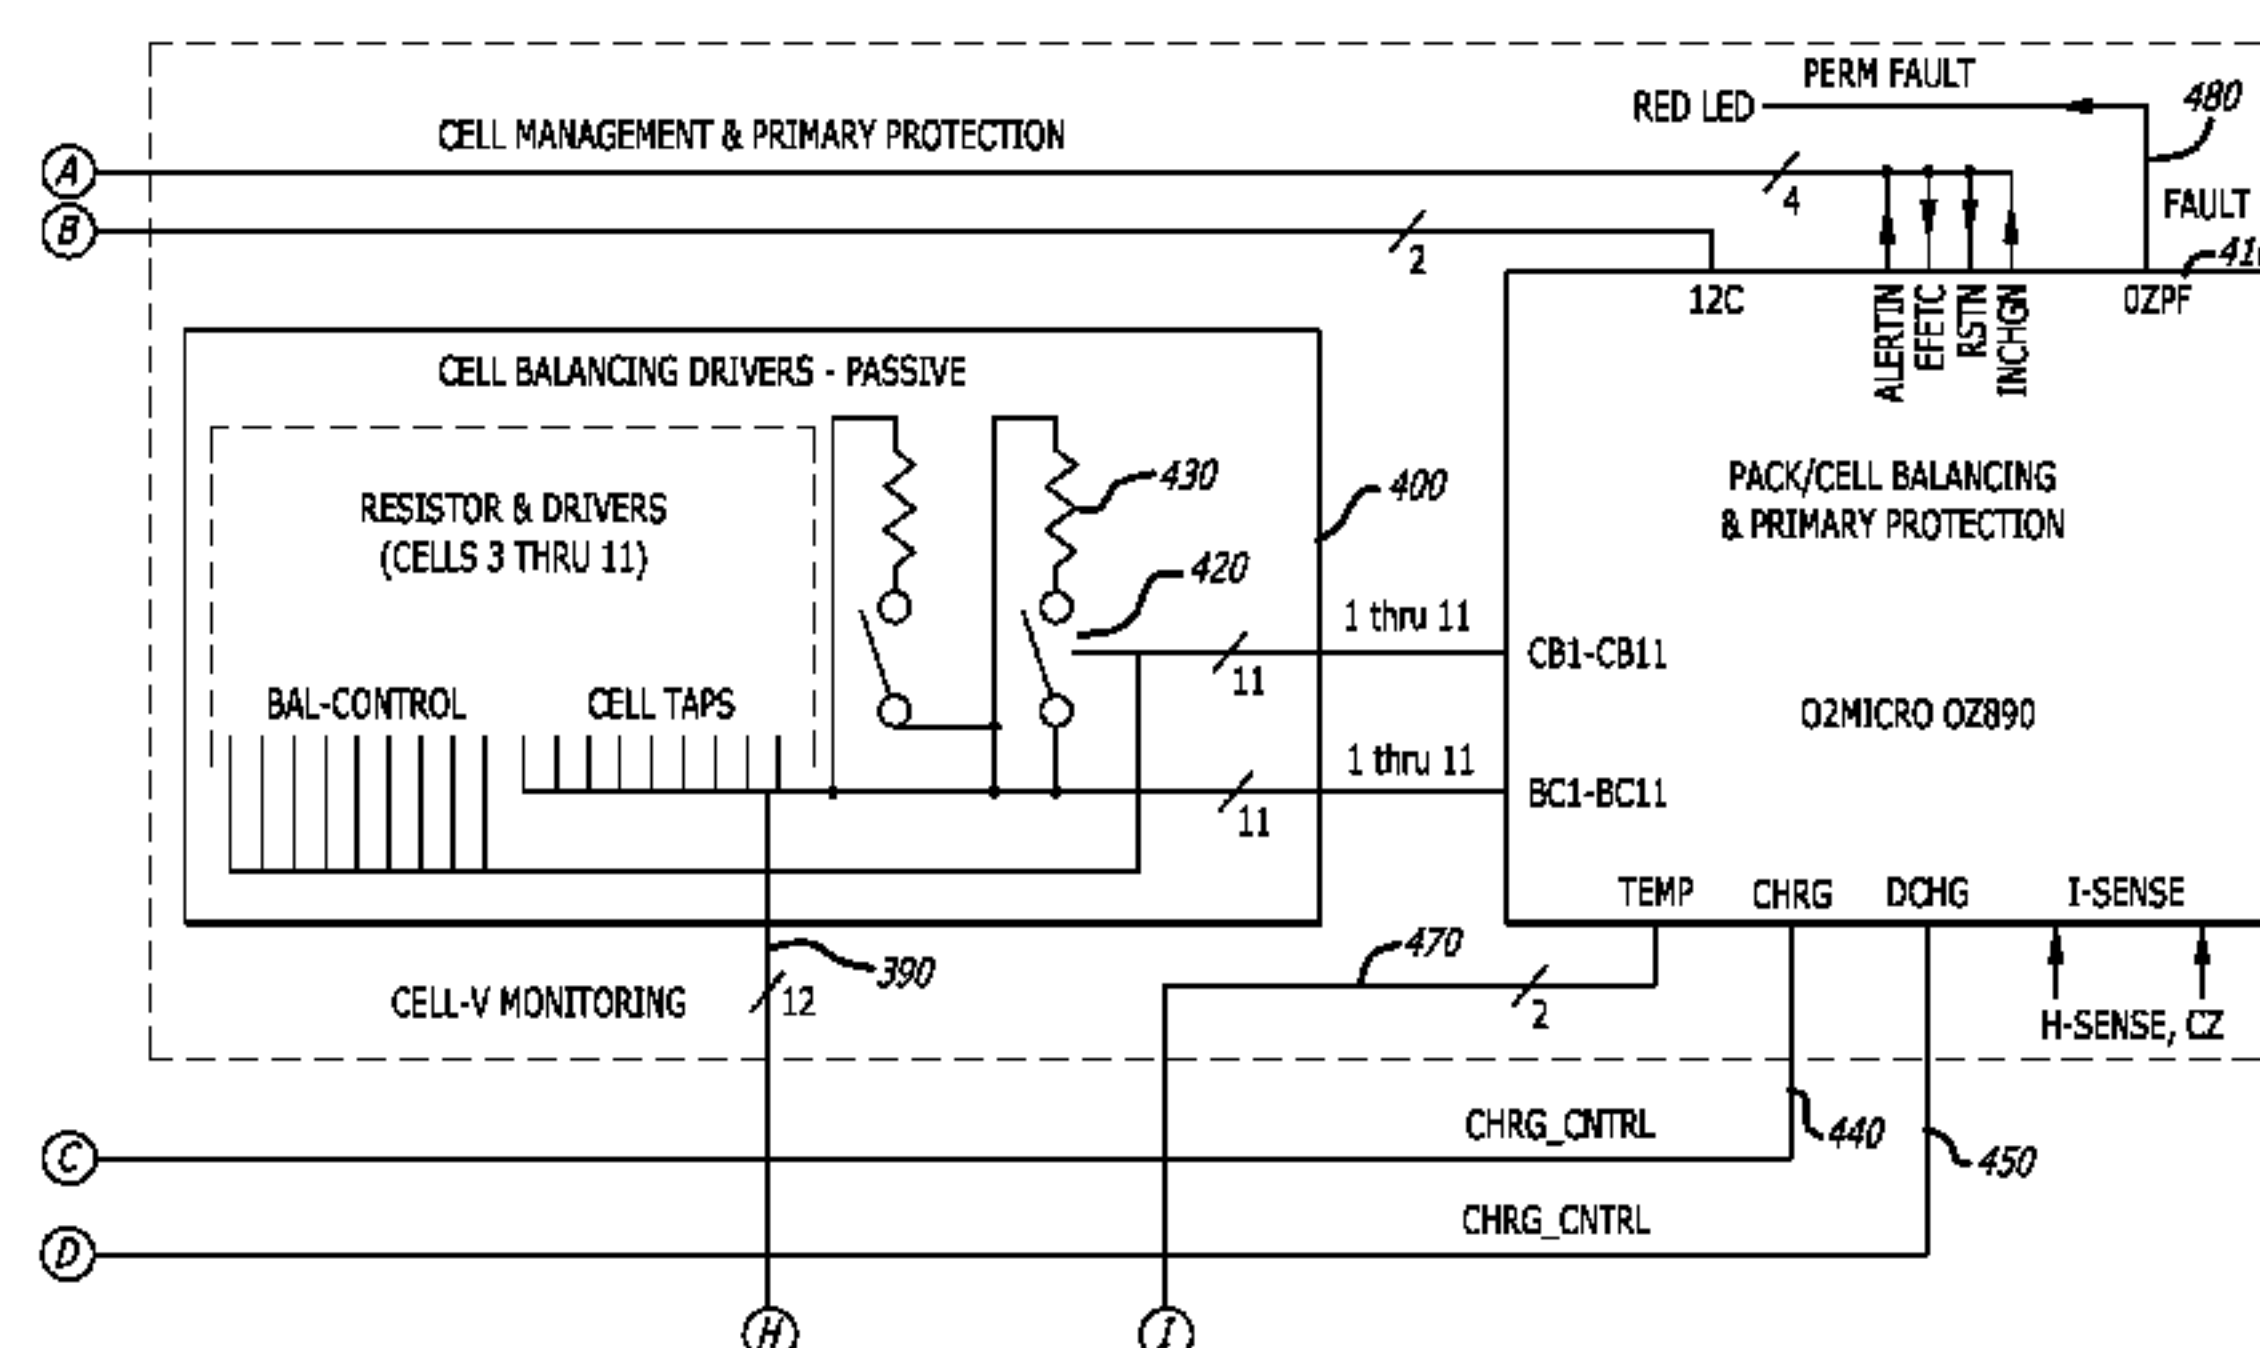 PERM FAULT
RED LED
480
CELL MANAGEMENT & PRIMARY PROTECTION
A
4
FAULT
B
2
12C
ALERTIN
EFETC
RSTN
INCHGN
OZPF
CELL BALANCING DRIVERS - PASSIVE
430
400
PACK/CELL BALANCING
& PRIMARY PROTECTION
RESISTOR & DRIVERS
(CELLS 3 THRU 11)
420
1 thru 11
CB1-CB11
11
BAL-CONTROL
CELL TAPS
O2MICRO OZ890
1 thru 11
BC1-BC11
11
TEMP
CHRG
DCHG
I-SENSE
470
390
CELL-V MONITORING
12
2
H-SENSE, CZ
CHRG_CNTRL
440
C
450
CHRG_CNTRL
D
H
I